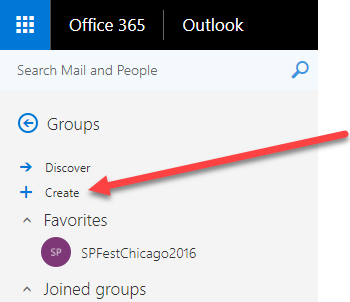 Office 365 Outlook
Search Mail and People
Groups
Discover
Create
Favorites
SP SPFestChicago2016
Joined groups